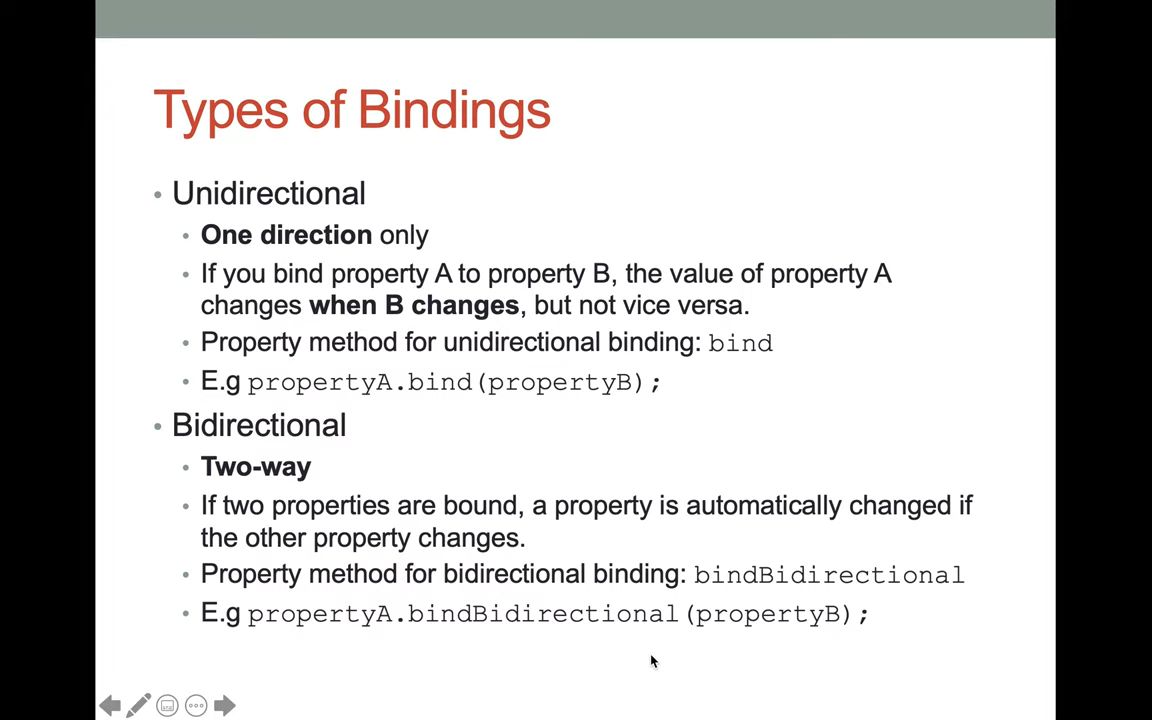 Types of Bindings
• Unidirectional
• One direction only
• If you bind property A to property B, the value of property A
changes when B changes, but not vice versa.
• Property method for unidirectional binding: bind
• E.g propertyA.bind(propertyB);
• Bidirectional
• Two-way
• If two properties are bound, a property is automatically changed if
the other property changes.
• Property method for bidirectional binding: bindBidirectional
• E.g propertyA.bindBidirectional(propertyB);